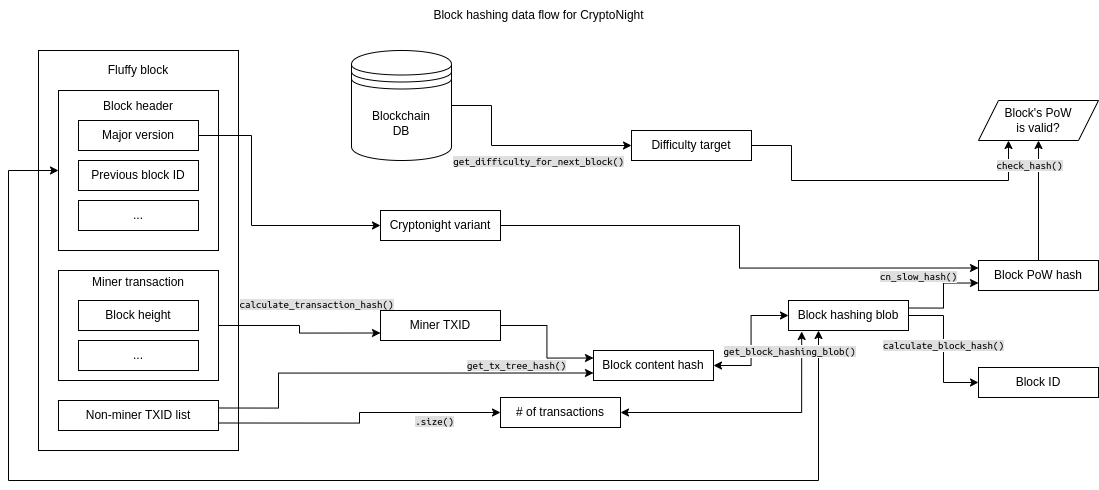 Block hashing data flow for CryptoNight
Fluffy block
Block header
Major version
Previous block ID
...
Miner transaction
Block height
...
Non-miner TXID list
Blockchain
DB
get_difficulty_for_next_block()
Difficulty target
Block's PoW
is valid?
check_hash()
Cryptonight variant
cn_slow_hash()
Block PoW hash
calculate_transaction_hash()
Miner TXID
Block hashing blob
get_tx_tree_hash()
Block content hash
get_block_hashing_blob()
calculate_block_hash()
Block ID
.size()
# of transactions